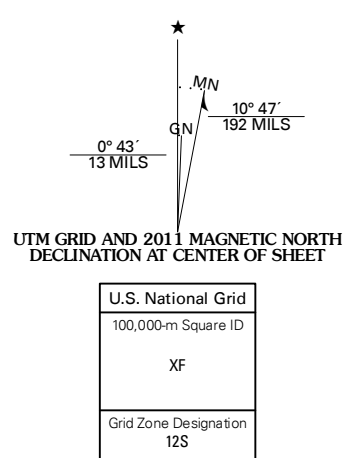 ★
MN
GN
10° 47´
192 MILS
0° 43´
13 MILS
UTM GRID AND 2011 MAGNETIC NORTH
DECLINATION AT CENTER OF SHEET
U.S. National Grid
100,000-m Square ID
XF
Grid Zone Designation
12S